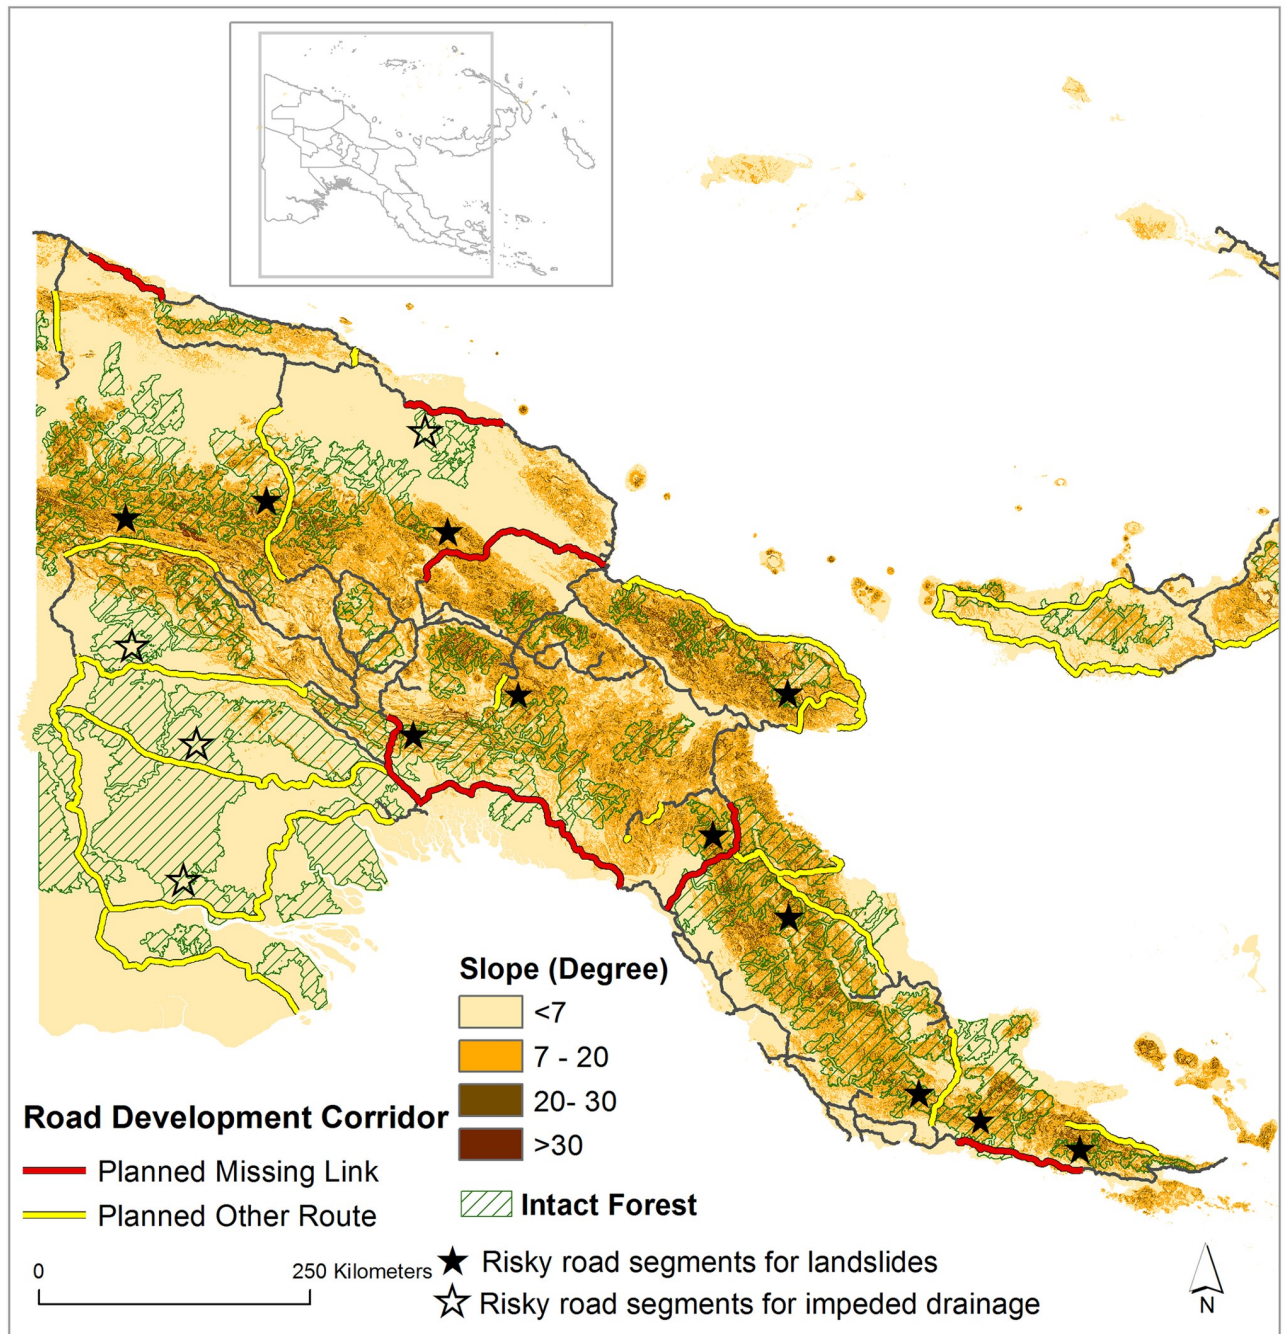 Slope (Degree)
<7
7 - 20
20- 30
>30
Road Development Corridor
Planned Missing Link
Planned Other Route
Intact Forest
0
250 Kilometers
Risky road segments for landslides
Risky road segments for impeded drainage
N